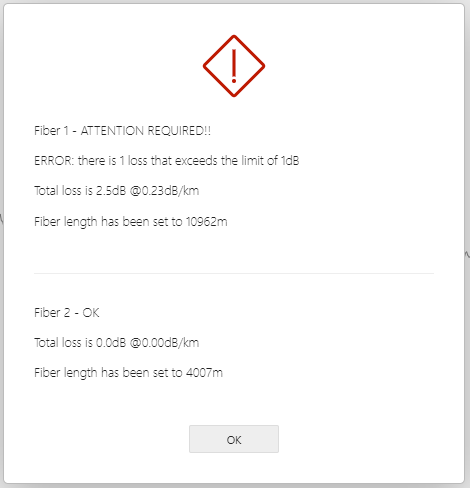 Fiber 1 - ATTENTION REQUIRED!!
ERROR: there is 1 loss that exceeds the limit of 1dB
Total loss is 2.5dB @0.23dB/km
Fiber length has been set to 10962m
Fiber 2 - OK
Total loss is 0.0dB @0.00dB/km
Fiber length has been set to 4007m
OK